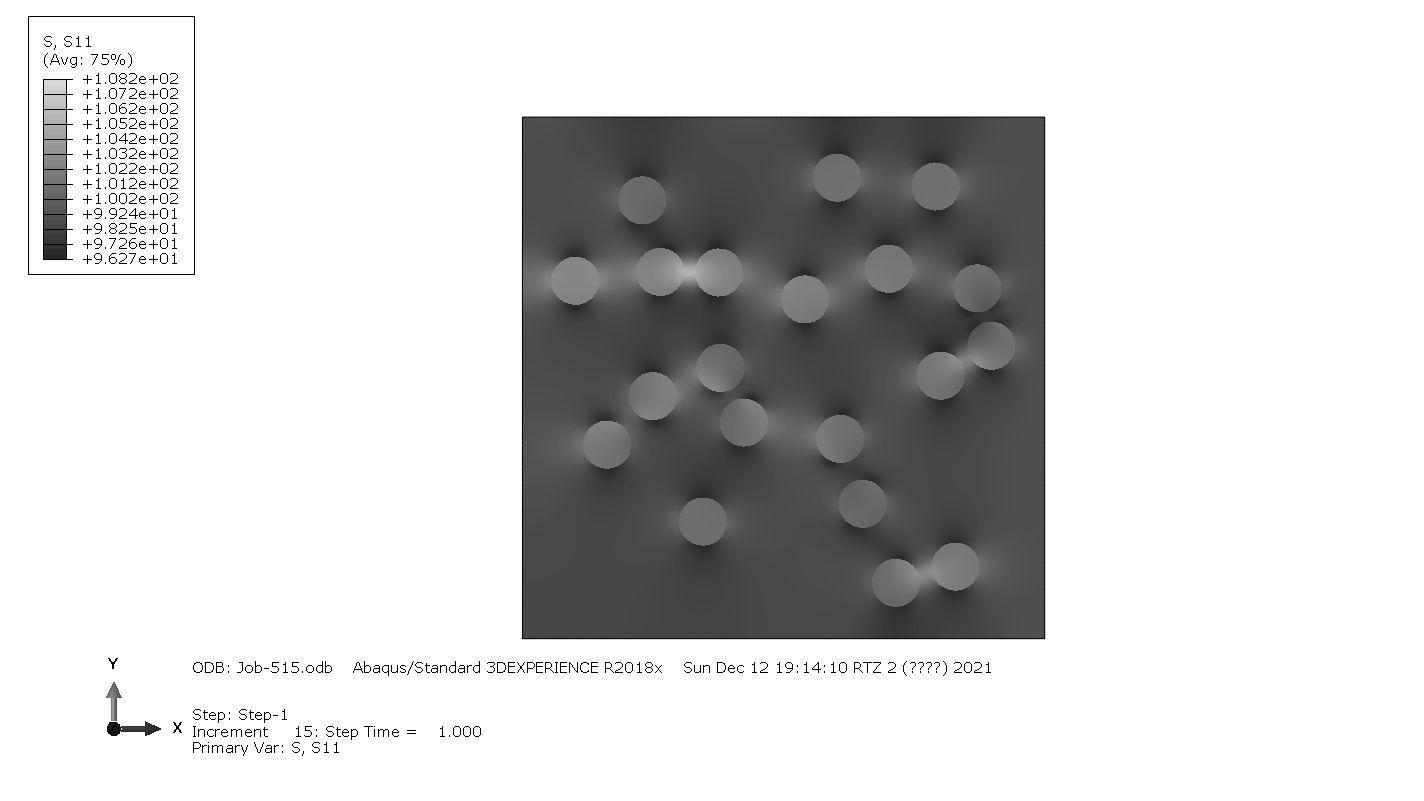 S, S11
(Avg: 75%)
+1.082e+02
+1.072e+02
+1.062e+02
+1.052e+02
+1.042e+02
+1.032e+02
+1.022e+02
+1.012e+02
+1.002e+02
+9.924e+01
+9.825e+01
+9.726e+01
+9.627e+01
Y
X
ODB: Job-515.odb Abaqus/Standard 3DEXPERIENCE R2018x Sun Dec 12 19:14:10 RTZ 2 (????) 2021
Step: Step-1
Increment 15: Step Time = 1.000
Primary Var: S, S11